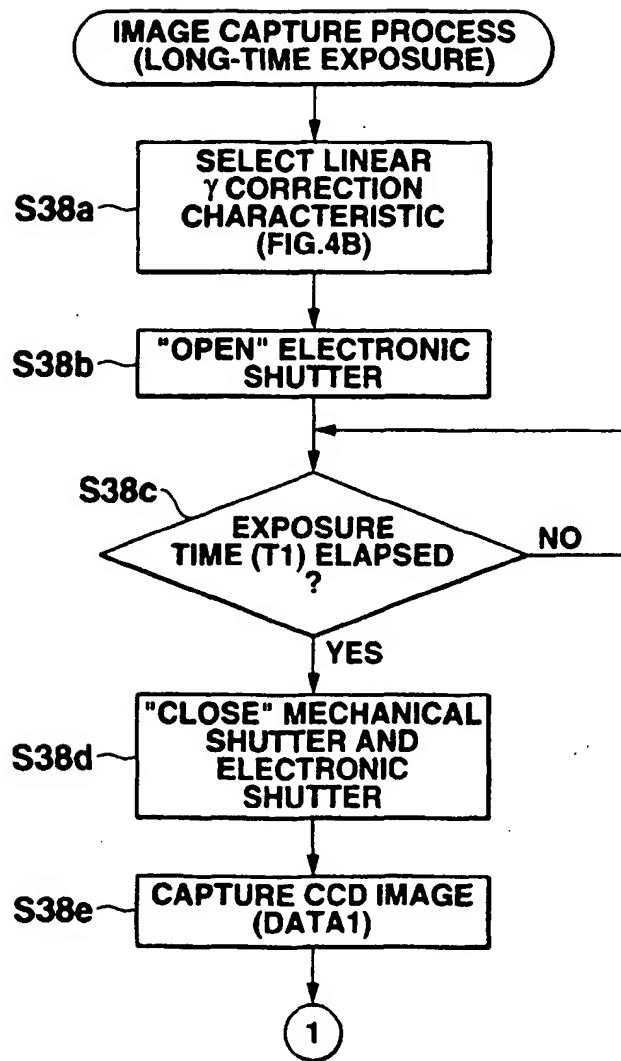 IMAGE CAPTURE PROCESS
(LONG-TIME EXPOSURE)
S38a
SELECT LINEAR
γ CORRECTION
CHARACTERISTIC
(FIG.4B)
S38b
"OPEN" ELECTRONIC
SHUTTER
S38c
EXPOSURE
TIME (T1) ELAPSED
?
NO
YES
S38d
"CLOSE" MECHANICAL
SHUTTER AND
ELECTRONIC
SHUTTER
S38e
CAPTURE CCD IMAGE
(DATA1)
1